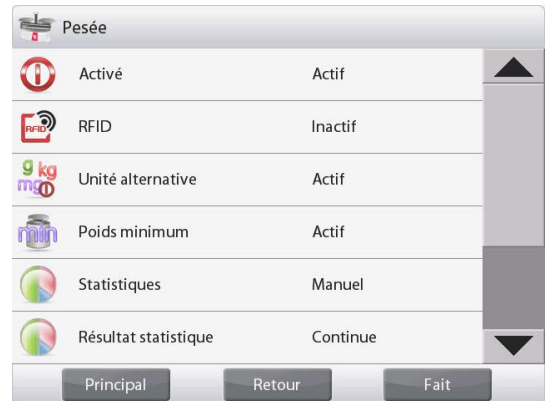 Pesée
Activé Actif
RFID RFID Inactif
g kg mg Unité alternative Actif
min Poids minimum Actif
Statistiques Manuel
Résultat statistique Continue
Principal Retour Fait